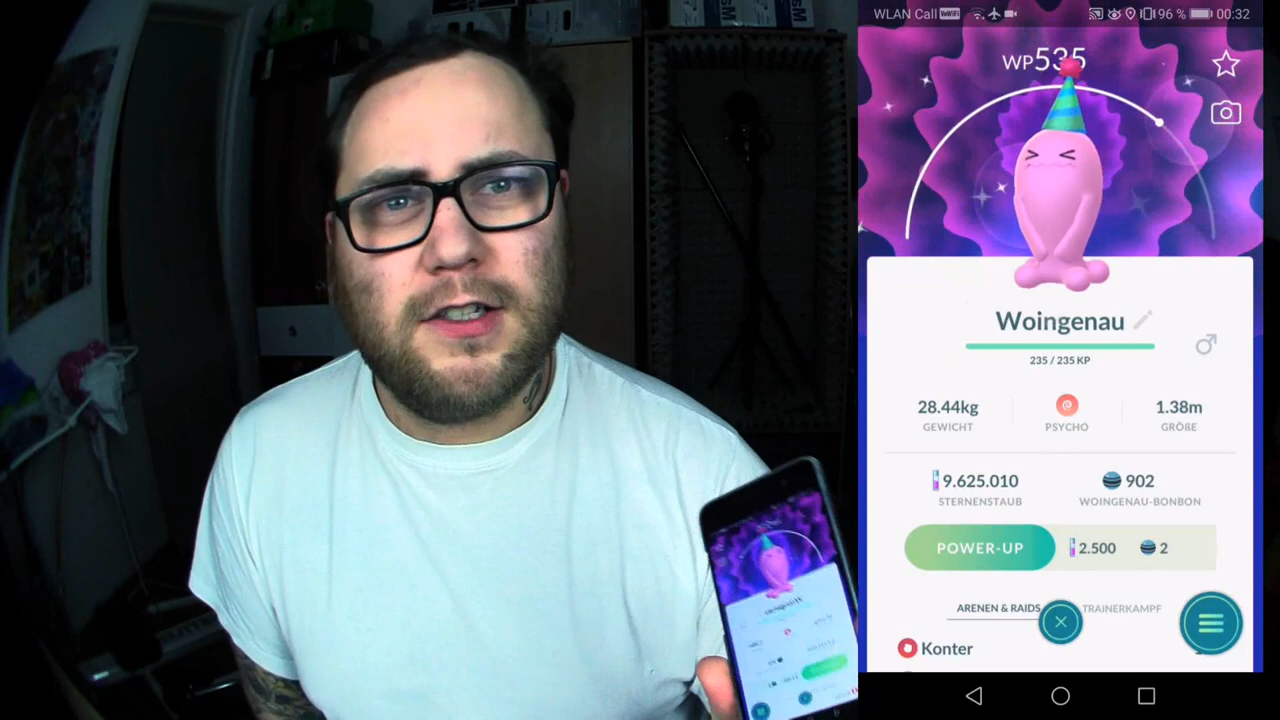 WLAN Call VoWiFi 96 % 00:32
WP535
Woingenau
235 / 235 KP
28.44kg
GEWICHT
PSYCHO
1.38m
GRÖßE
9.625.010
STERNENSTAUB
902
WOINGENAU-BONBON
POWER-UP
2.500
2
ARENEN & RAIDS
TRAINERKAMPF
Konter